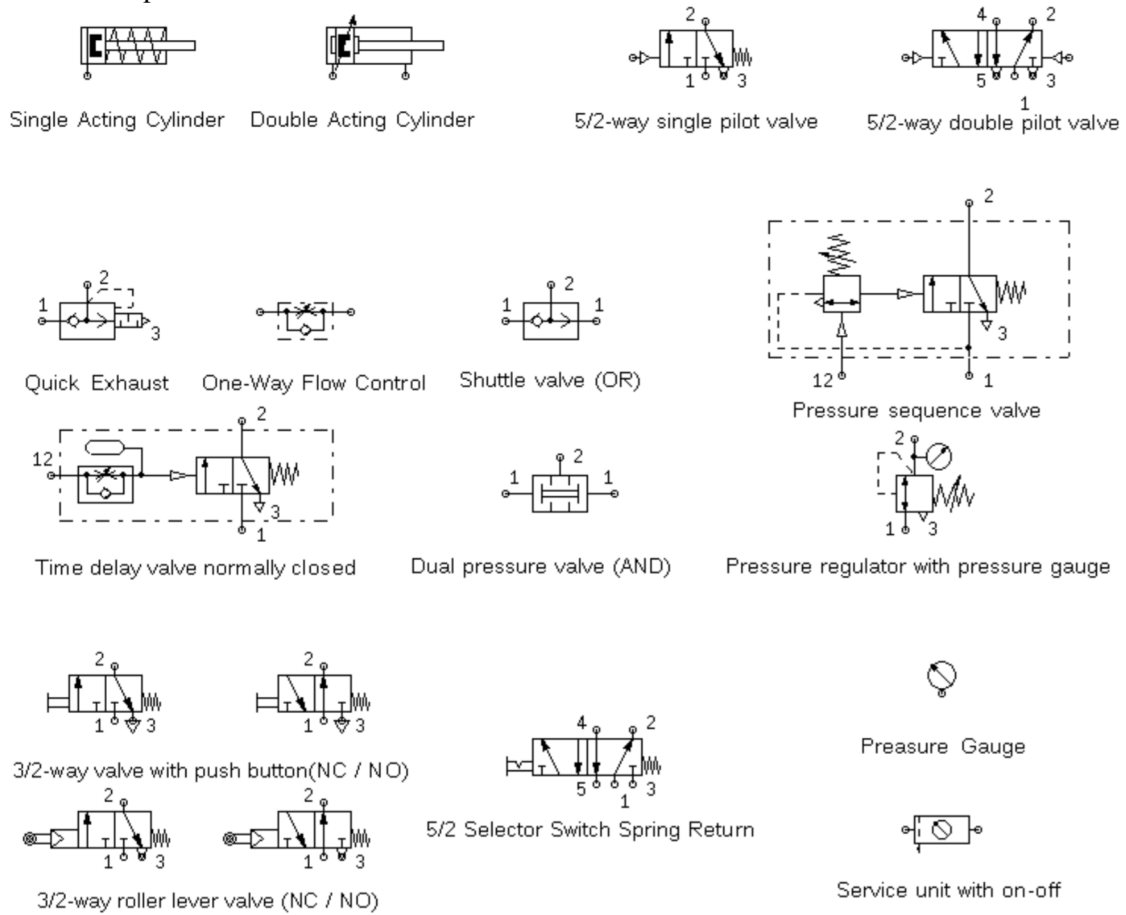 2
4 2
1 3
5 3
1
Single Acting Cylinder Double Acting Cylinder 5/2-way single pilot valve 5/2-way double pilot valve
2
2 2
1 3 1 1
12 1
Quick Exhaust One-Way Flow Control Shuttle valve (OR)
3
Pressure sequence valve
2
12
3
1
2
1 1
2
1 3
Time delay valve normally closed Dual pressure valve (AND) Pressure regulator with pressure gauge
2 2
1 3 1 3
3/2-way valve with push button(NC / NO)
4 2
5 3
1
5/2 Selector Switch Spring Return
Preasure Gauge
2 2
1 3 1 3
3/2-way roller lever valve (NC / NO)
Service unit with on-off